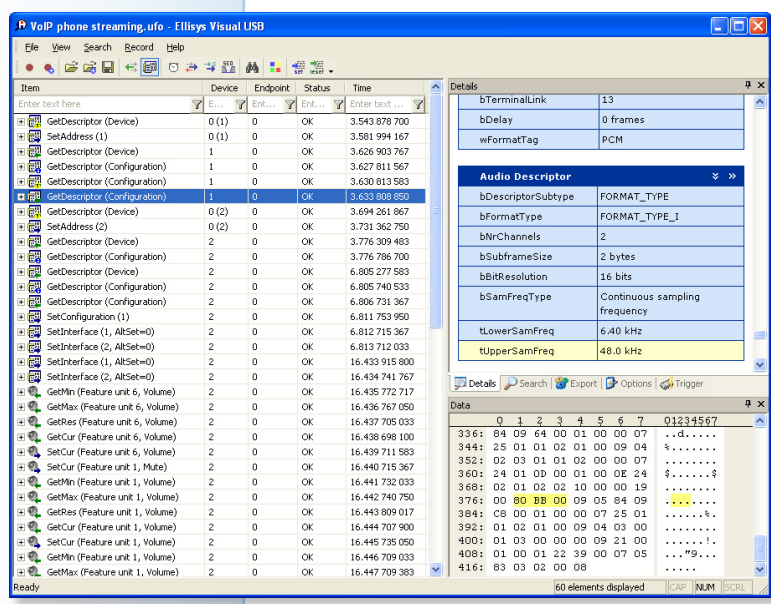 VoIP phone streaming.ufo - Ellisys Visual USB
File View Search Record Help
SEQ set reset
Item Device Endpoint Status Time
Enter text here E... Ent... Ent... Enter text ...
GetDescriptor (Device) 0 (1) 0 OK 3.543 878 700
SetAddress (1) 0 (1) 0 OK 3.581 994 167
GetDescriptor (Device) 1 0 OK 3.626 903 767
GetDescriptor (Configuration) 1 0 OK 3.627 811 567
GetDescriptor (Configuration) 1 0 OK 3.630 813 583
GetDescriptor (Configuration) 1 0 OK 3.633 808 850
GetDescriptor (Device) 0 (2) 0 OK 3.694 261 867
SetAddress (2) 0 (2) 0 OK 3.731 362 750
GetDescriptor (Device) 2 0 OK 3.776 309 483
GetDescriptor (Configuration) 2 0 OK 3.776 786 700
GetDescriptor (Device) 2 0 OK 6.805 277 583
GetDescriptor (Configuration) 2 0 OK 6.805 740 533
GetDescriptor (Configuration) 2 0 OK 6.806 731 367
SetConfiguration (1) 2 0 OK 6.811 753 950
SetInterface (1, AltSet=0) 2 0 OK 6.812 715 367
SetInterface (2, AltSet=0) 2 0 OK 6.813 712 033
SetInterface (1, AltSet=0) 2 0 OK 16.433 915 800
SetInterface (2, AltSet=0) 2 0 OK 16.434 741 767
GetMin (Feature unit 6, Volume) 2 0 OK 16.435 772 717
GetMax (Feature unit 6, Volume) 2 0 OK 16.436 767 050
GetRes (Feature unit 6, Volume) 2 0 OK 16.437 705 033
GetCur (Feature unit 6, Volume) 2 0 OK 16.438 698 100
SetCur (Feature unit 6, Volume) 2 0 OK 16.439 711 583
SetCur (Feature unit 1, Mute) 2 0 OK 16.440 715 367
GetMin (Feature unit 1, Volume) 2 0 OK 16.441 732 033
GetMax (Feature unit 1, Volume) 2 0 OK 16.442 740 750
GetRes (Feature unit 1, Volume) 2 0 OK 16.443 809 017
GetCur (Feature unit 1, Volume) 2 0 OK 16.444 707 900
SetCur (Feature unit 1, Volume) 2 0 OK 16.445 735 050
GetMin (Feature unit 1, Volume) 2 0 OK 16.446 709 033
GetMax (Feature unit 1, Volume) 2 0 OK 16.447 709 383
Details
bTerminalLink 13
bDelay 0 frames
wFormatTag PCM
Audio Descriptor
bDescriptorSubtype FORMAT_TYPE
bFormatType FORMAT_TYPE_I
bNrChannels 2
bSubframeSize 2 bytes
bBitResolution 16 bits
bSamFreqType Continuous sampling
frequency
tLowerSamFreq 6.40 kHz
tUpperSamFreq 48.0 kHz
Details Search Export Options Trigger
Data
0 1 2 3 4 5 6 7 01234567
336: 84 09 64 00 01 00 00 07 ..d.....
344: 25 01 01 02 01 00 09 04 %.......
352: 02 03 01 01 02 00 00 07 ........
360: 24 01 0D 00 01 00 0E 24 $......$
368: 02 01 02 02 10 00 00 19 ........
376: 00 80 BB 00 09 05 84 09 ........
384: C8 00 01 00 00 07 25 01 ......%.
392: 01 02 01 00 09 04 03 00 ........
400: 01 03 00 00 00 09 21 00 ......!.
408: 01 00 01 22 39 00 07 05 ..."9...
416: 83 03 02 00 08 .....
Ready 60 elements displayed CAP NUM SCRL